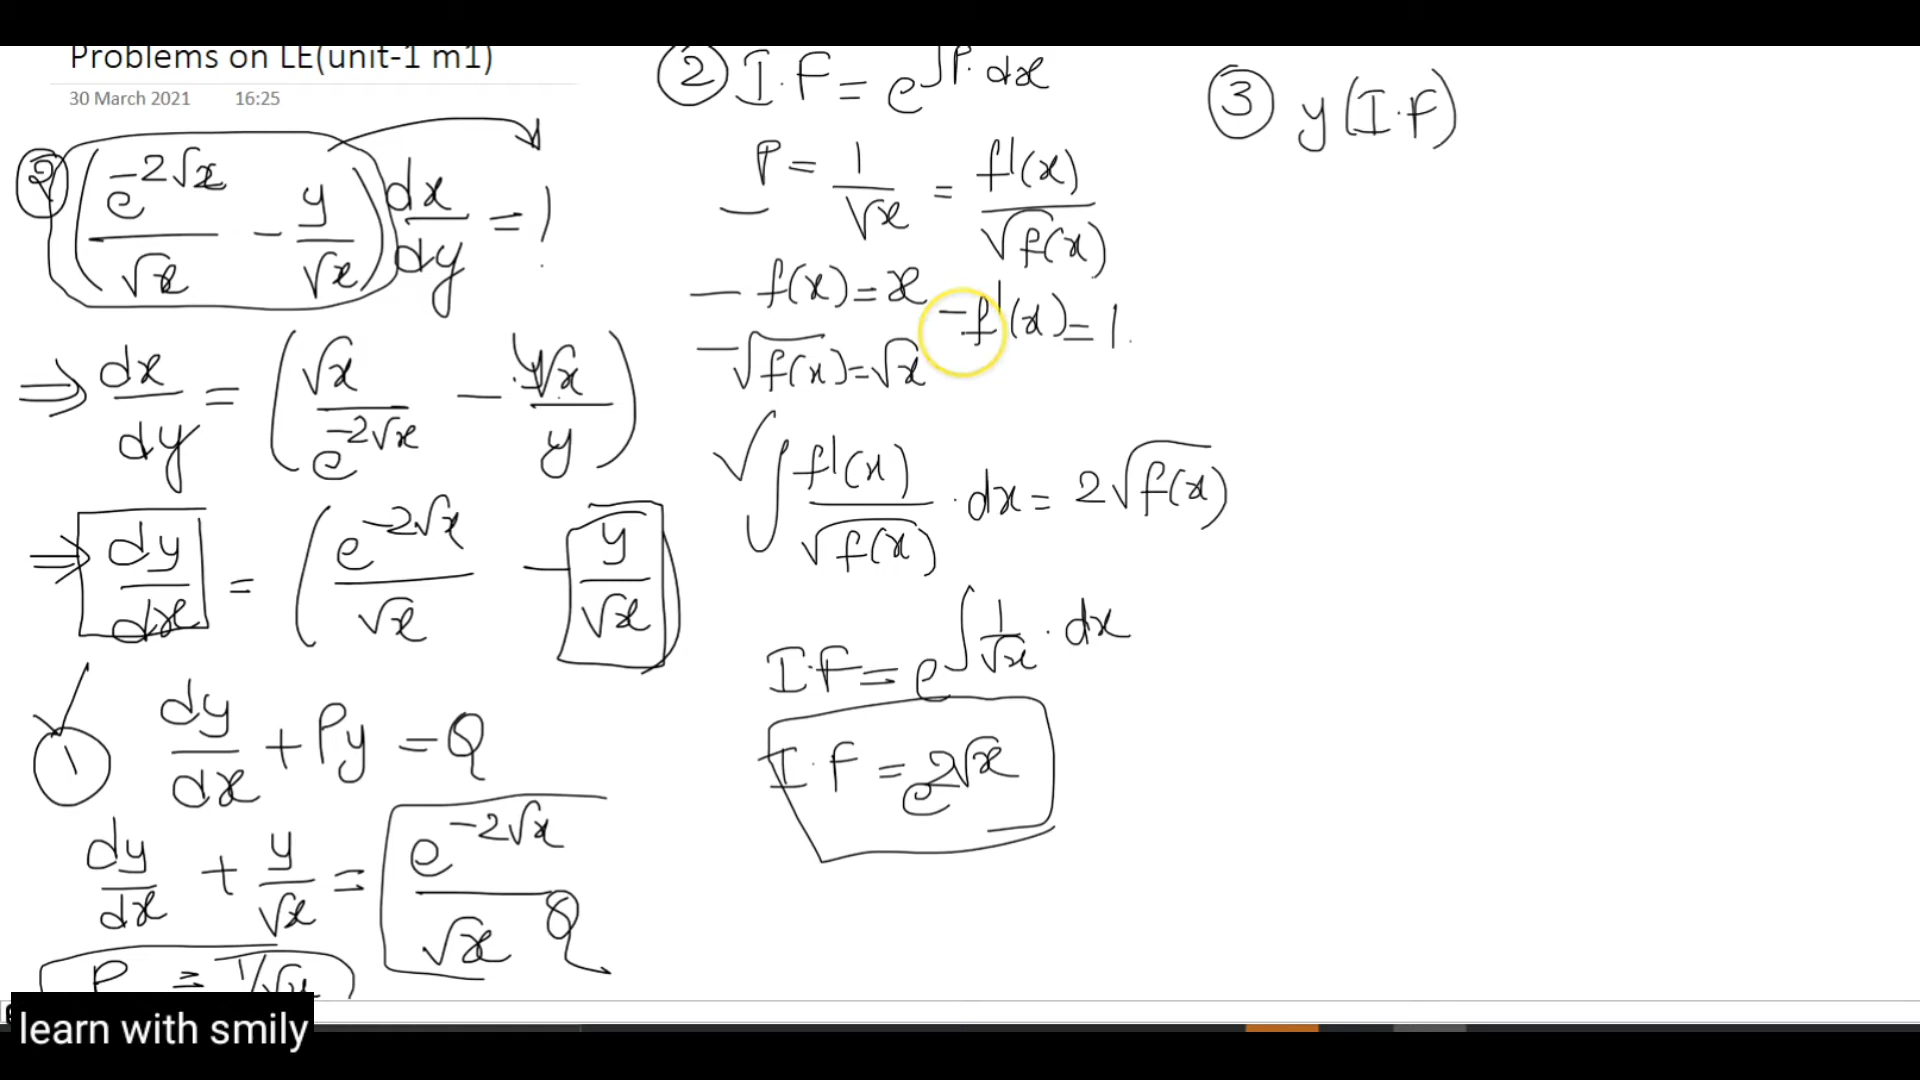 Problems on LE(unit-1 m1)
30 March 2021 16:25
(e^(-2√x)/√x - y/√x) dx/dy = 1
⇒ dx/dy = (√x/e^(-2√x) - y√x/y)
⇒ dy/dx = (e^(-2√x)/√x - y/√x)
① dy/dx + Py = Q
dy/dx + y/√x = e^(-2√x)/√x Q
P = 1/√x
② I.F = e^∫P.dx
P = 1/√x = f'(x)/√f(x)
- f(x) = x
- f'(x) = 1.
- √f(x) = √x
√ ∫ f'(x)/√f(x) . dx = 2√f(x)
I.F = e^∫1/√x . dx
I.F = e^2√x
③ y(I.F)
learn with smily